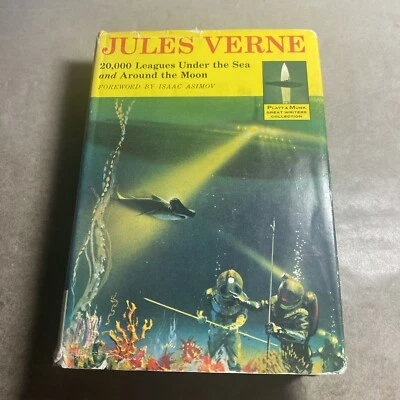 JULES VERNE
20,000 Leagues Under the Sea
and Around the Moon
FOREWORD BY ISAAC ASIMOV
PLATT & MUNK
GREAT WRITERS
COLLECTION